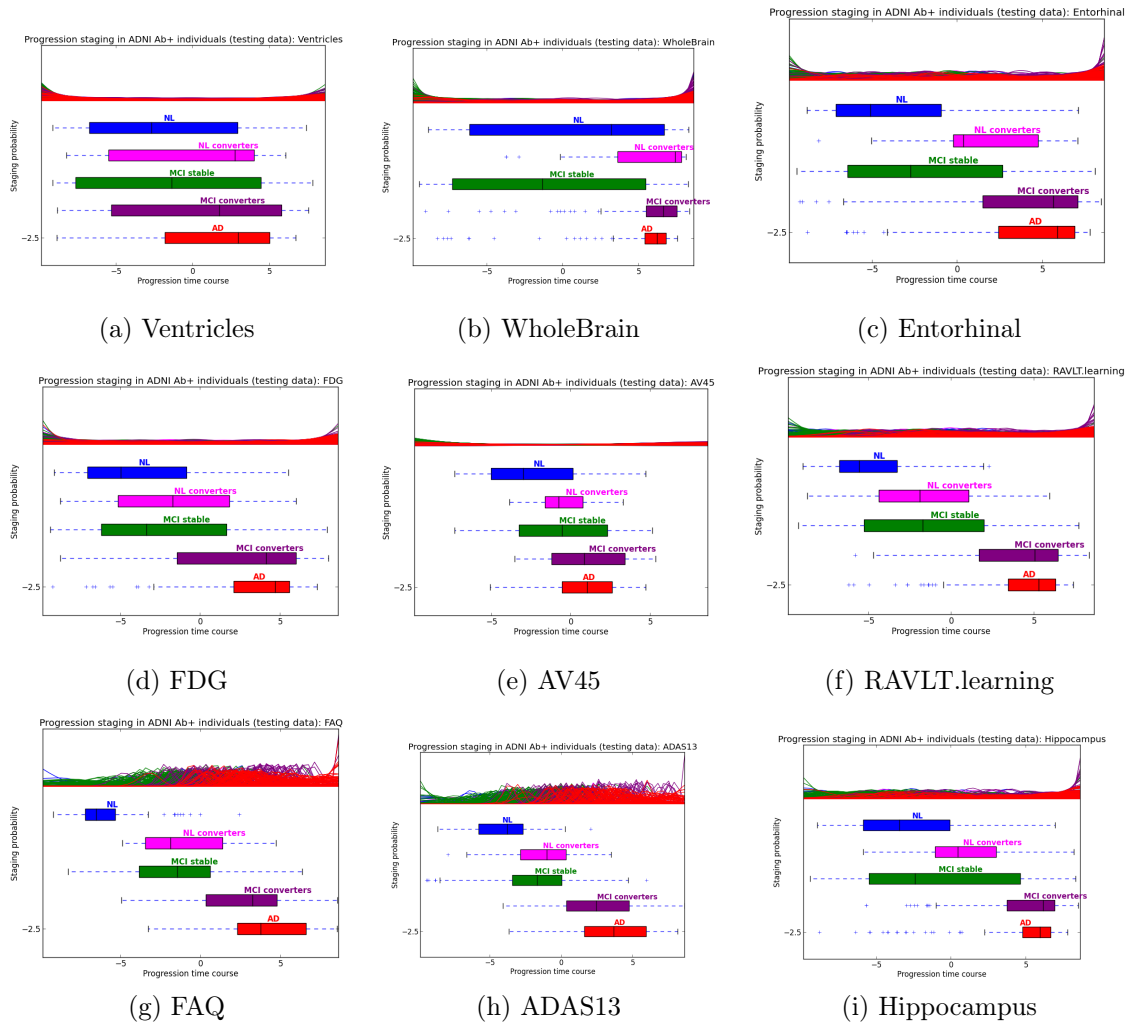 Progression staging in ADNI Ab+ individuals (testing data): Ventricles
Staging probability
NL
NL converters
MCI stable
MCI converters
AD
−2.5
−5 0 5
Progression time course
(a) Ventricles
Progression staging in ADNI Ab+ individuals (testing data): WholeBrain
Staging probability
NL
NL converters
MCI stable
MCI converters
AD
−2.5
−5 0 5
Progression time course
(b) WholeBrain
Progression staging in ADNI Ab+ individuals (testing data): Entorhinal
Staging probability
NL
NL converters
MCI stable
MCI converters
AD
−2.5
−5 0 5
Progression time course
(c) Entorhinal
Progression staging in ADNI Ab+ individuals (testing data): FDG
Staging probability
NL
NL converters
MCI stable
MCI converters
AD
−2.5
−5 0 5
Progression time course
(d) FDG
Progression staging in ADNI Ab+ individuals (testing data): AV45
Staging probability
NL
NL converters
MCI stable
MCI converters
AD
−2.5
−5 0 5
Progression time course
(e) AV45
Progression staging in ADNI Ab+ individuals (testing data): RAVLT.learning
Staging probability
NL
NL converters
MCI stable
MCI converters
AD
−2.5
−5 0 5
Progression time course
(f) RAVLT.learning
Progression staging in ADNI Ab+ individuals (testing data): FAQ
Staging probability
NL
NL converters
MCI stable
MCI converters
AD
−2.5
−5 0 5
Progression time course
(g) FAQ
Progression staging in ADNI Ab+ individuals (testing data): ADAS13
Staging probability
NL
NL converters
MCI stable
MCI converters
AD
−2.5
−5 0 5
Progression time course
(h) ADAS13
Progression staging in ADNI Ab+ individuals (testing data): Hippocampus
Staging probability
NL
NL converters
MCI stable
MCI converters
AD
−2.5
−5 0 5
Progression time course
(i) Hippocampus